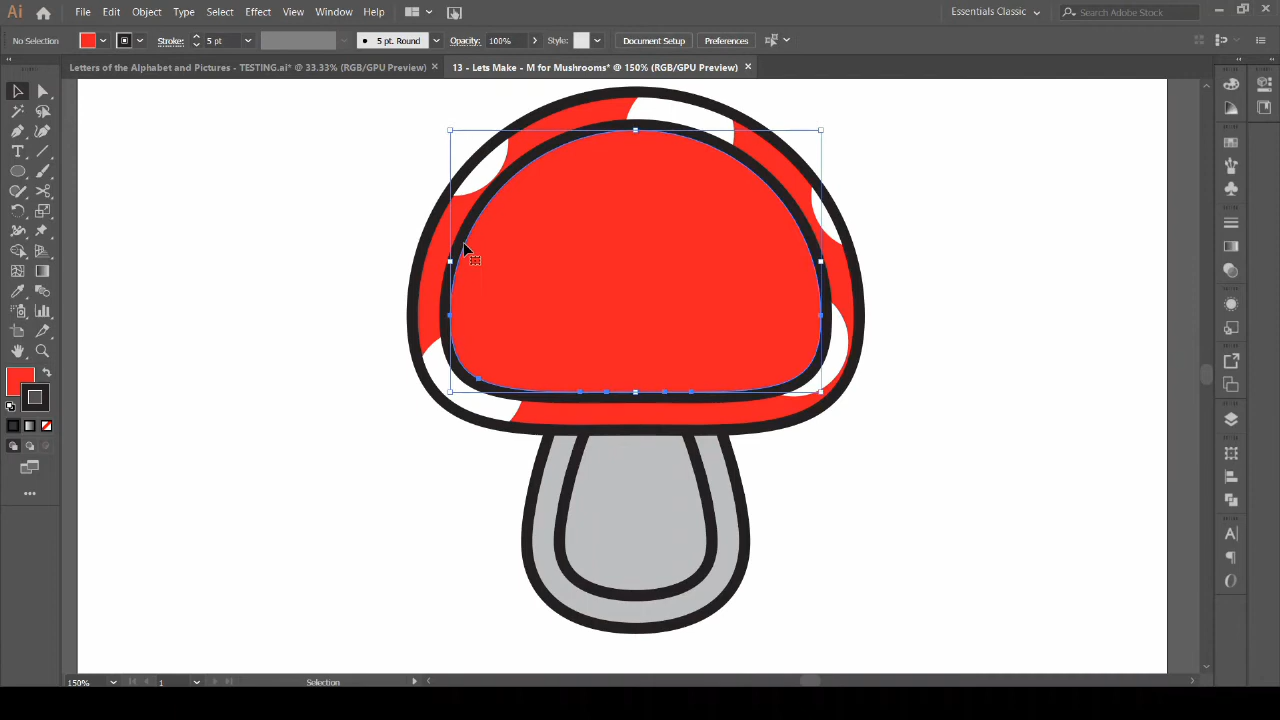 Ai File Edit Object Type Select Effect View Window Help Essentials Classic Search Adobe Stock
No Selection Stroke: 5 pt 5 pt. Round Opacity: 100% Style: Document Setup Preferences
Letters of the Alphabet and Pictures - TESTING.ai* @ 33.33% (RGB/GPU Preview) × 13 - Lets Make - M for Mushrooms* @ 150% (RGB/GPU Preview) ×
150% 1 Selection